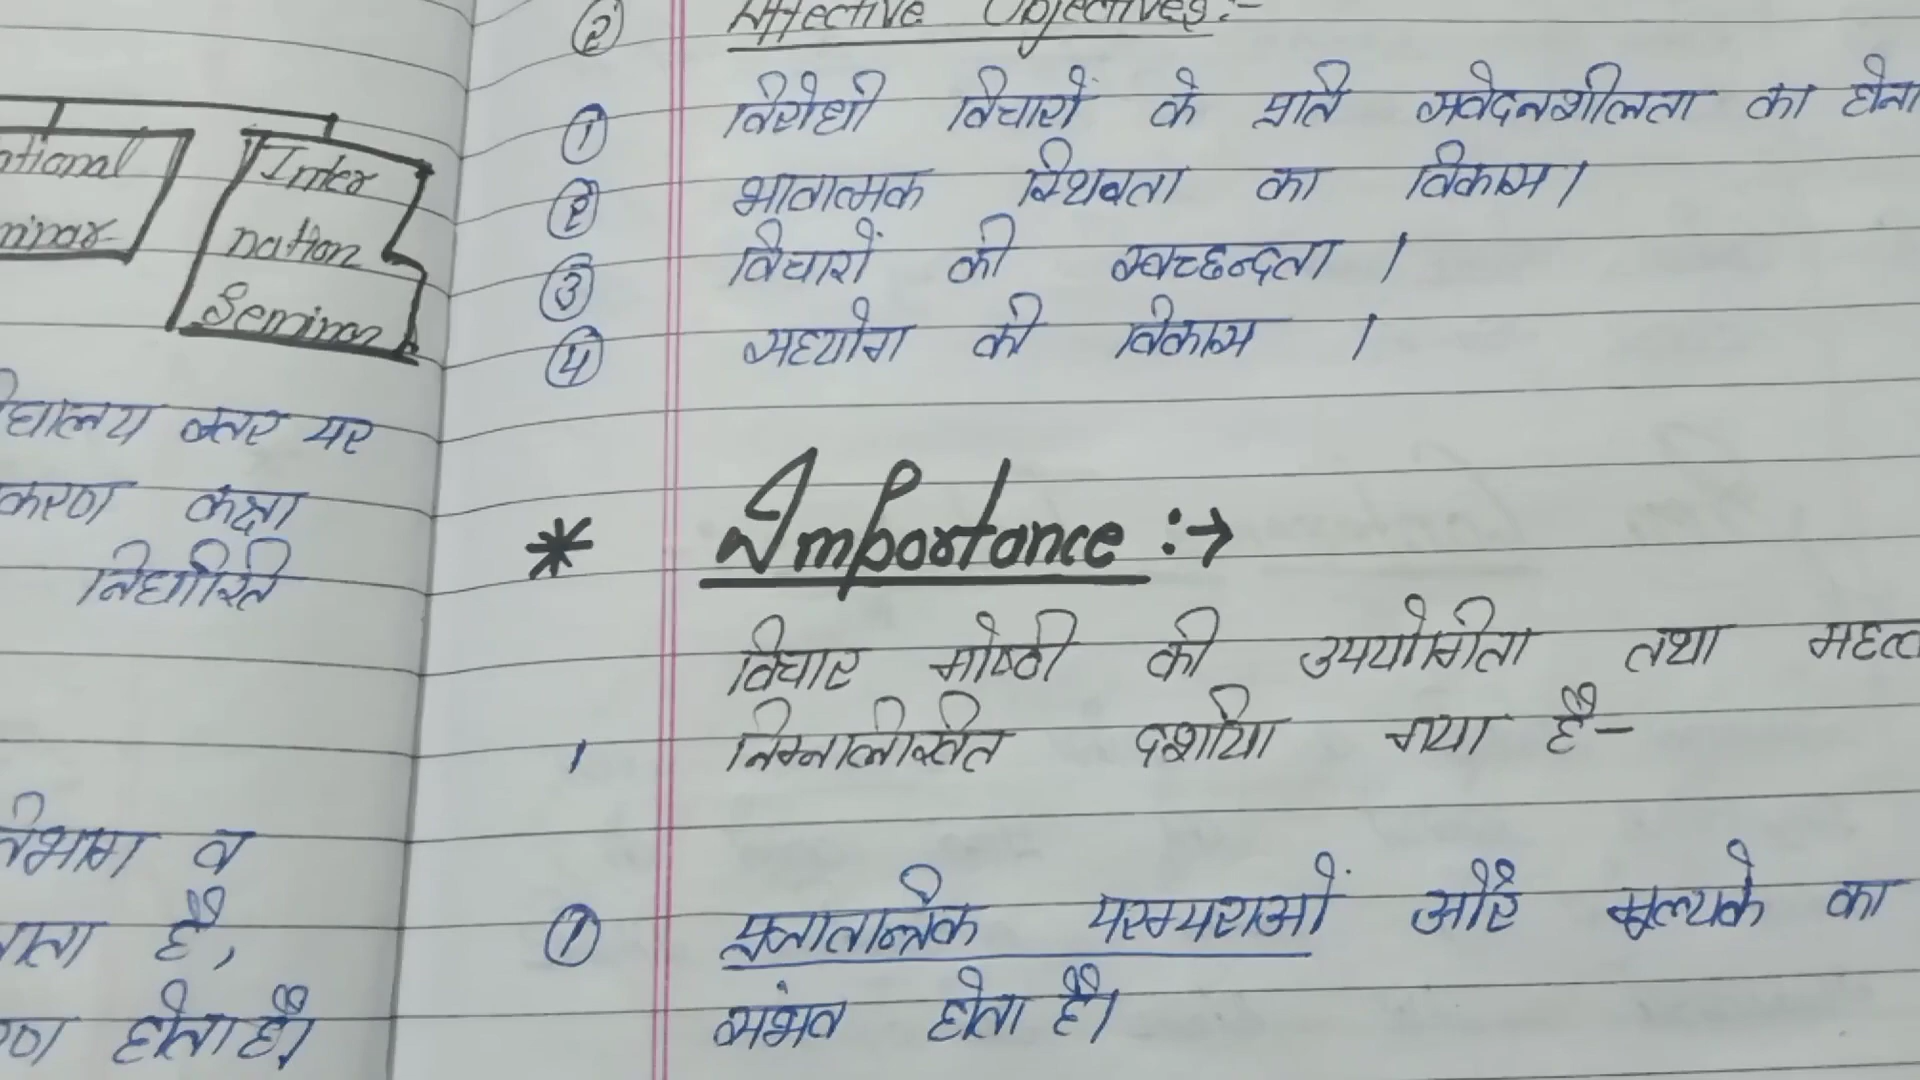 ational
minar
Inter
nation
Seminar
घालय स्तर पर
करण कक्षा
निर्धारित
विभाग व
है,
होता है।
② Affective Objectives:-
① विरोधी विचारों के प्रति संवेदनशीलता का होना
② भावात्मक स्थिरता का विकास।
③ विचारों की स्वच्छन्दता।
④ सहयोग की विकास।
* Importance :→
विचार गोष्ठी की उपयोगिता तथा महत्व
निम्नलिखित दर्शाया गया है-
① प्रजातान्त्रिक परम्पराओं और मूल्यके का
संभव होता है।